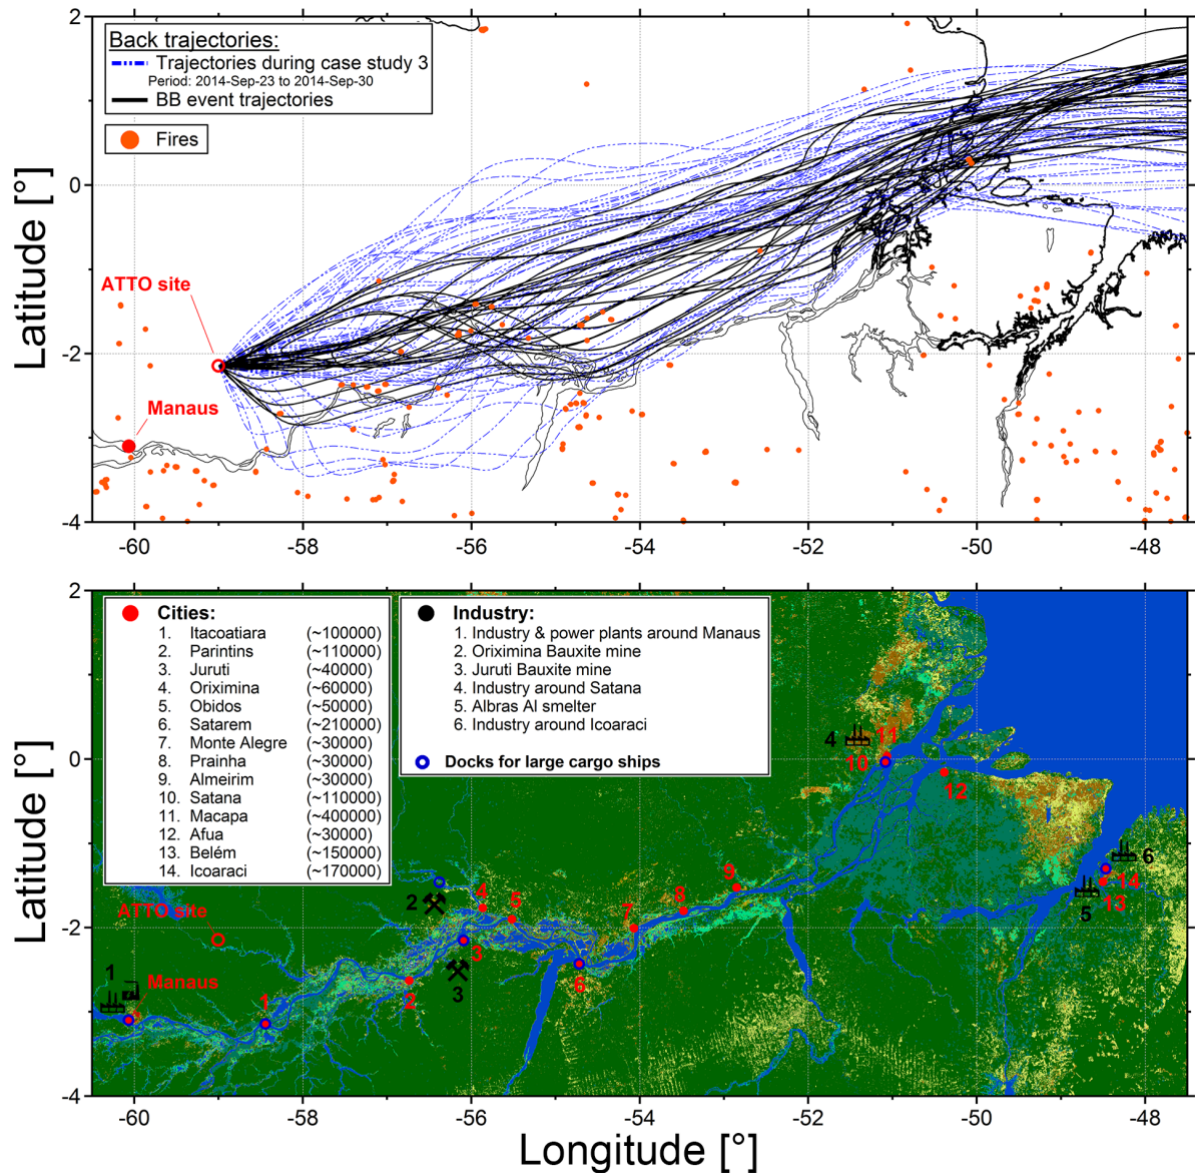 Back trajectories:
Trajectories during case study 3
Period: 2014-Sep-23 to 2014-Sep-30
BB event trajectories
Fires
ATTO site
Manaus
Latitude [°]
2
0
-2
-4
-60
-58
-56
-54
-52
-50
-48
Cities:
1. Itacoatiara (~100000)
2. Parintins (~110000)
3. Juruti (~40000)
4. Oriximina (~60000)
5. Obidos (~50000)
6. Satarem (~210000)
7. Monte Alegre (~30000)
8. Prainha (~30000)
9. Almeirim (~30000)
10. Satana (~110000)
11. Macapa (~400000)
12. Afua (~30000)
13. Belém (~150000)
14. Icoaraci (~170000)
Industry:
1. Industry & power plants around Manaus
2. Oriximina Bauxite mine
3. Juruti Bauxite mine
4. Industry around Satana
5. Albras Al smelter
6. Industry around Icoaraci
Docks for large cargo ships
4
11
10
12
6
14
5
13
9
8
7
4
5
2
3
6
3
2
1
ATTO site
1
Manaus
Latitude [°]
2
0
-2
-4
-60
-58
-56
-54
-52
-50
-48
Longitude [°]